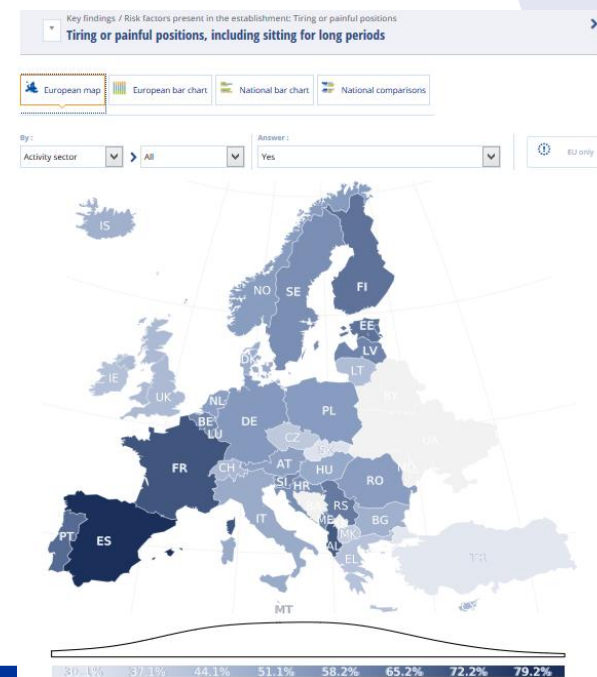 Key findings / Risk factors present in the establishment: Tiring or painful positions
Tiring or painful positions, including sitting for long periods
European map
European bar chart
National bar chart
National comparisons
By :
Answer :
Activity sector
All
Yes
EU only
IS
NO
SE
FI
EE
LV
LT
DK
IE
UK
NL
BE
LU
DE
PL
BY
UA
CZ
SK
FR
CH
AT
HU
RO
SI
HR
RS
ME
BG
MK
AL
EL
IT
PT
ES
TR
CY
MT
30.1% 37.1% 44.1% 51.1% 58.2% 65.2% 72.2% 79.2%